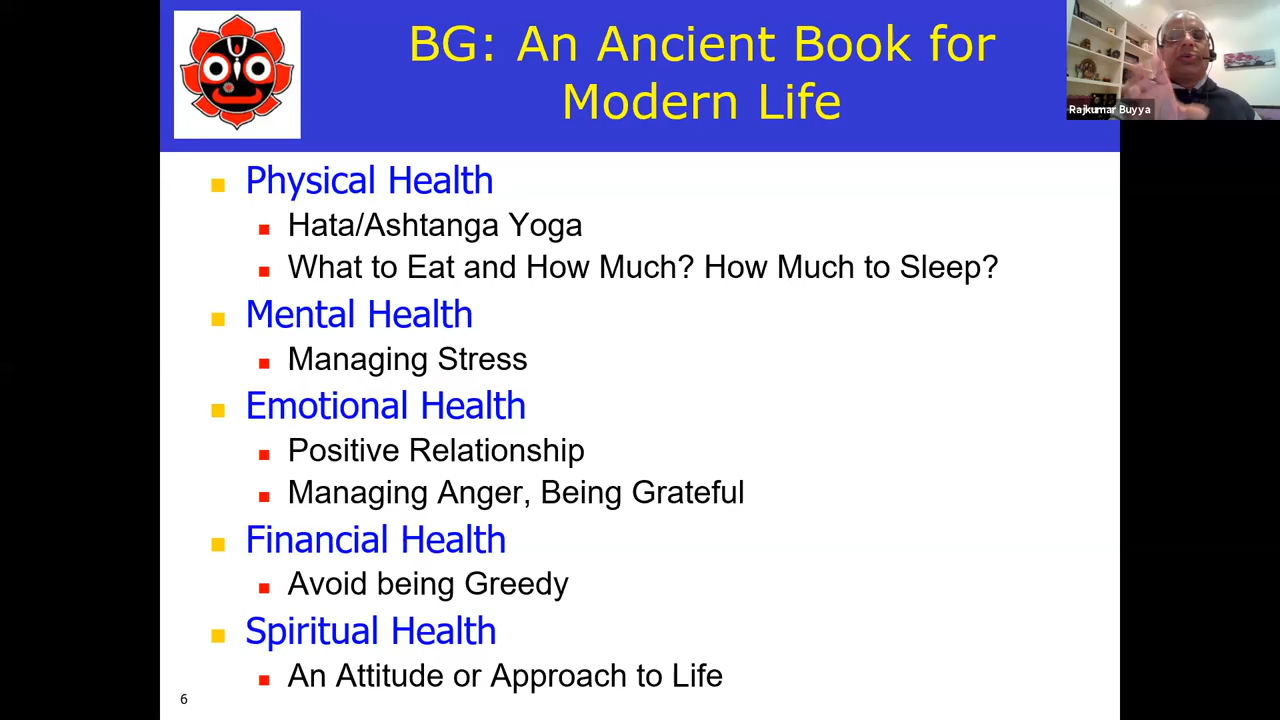 BG: An Ancient Book for
Modern Life
Rajkumar Buyya
Physical Health
Hata/Ashtanga Yoga
What to Eat and How Much? How Much to Sleep?
Mental Health
Managing Stress
Emotional Health
Positive Relationship
Managing Anger, Being Grateful
Financial Health
Avoid being Greedy
Spiritual Health
An Attitude or Approach to Life
6